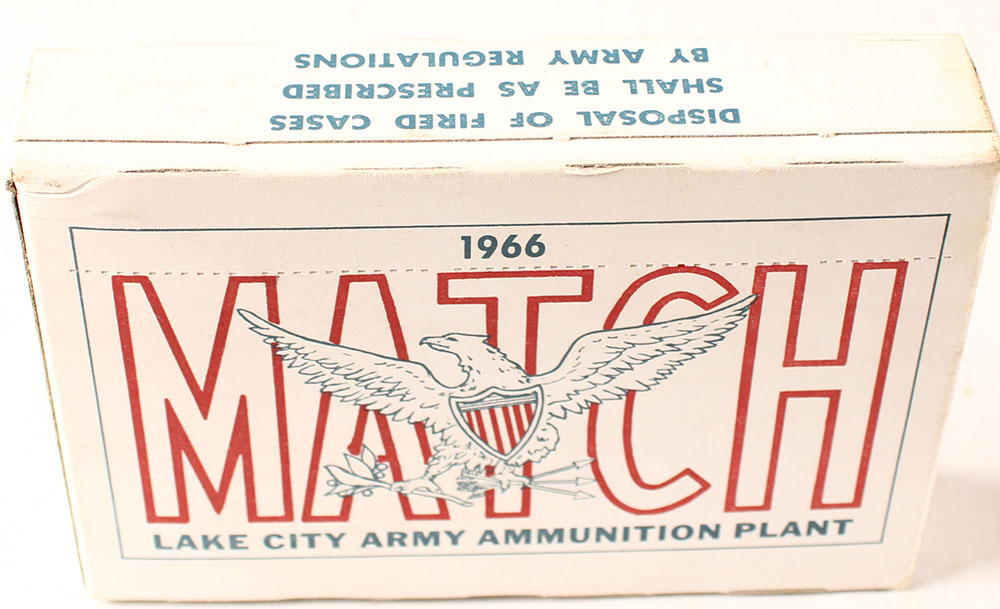 DISPOSAL OF FIRED CASES
SHALL BE AS PRESCRIBED
BY ARMY REGULATIONS
1966
MATCH
LAKE CITY ARMY AMMUNITION PLANT